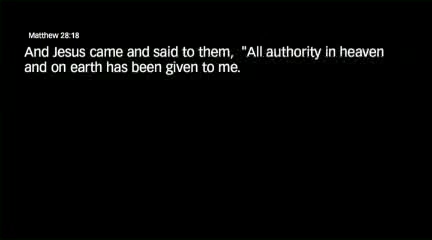 Matthew 28:18
And Jesus came and said to them, "All authority in heaven
and on earth has been given to me.